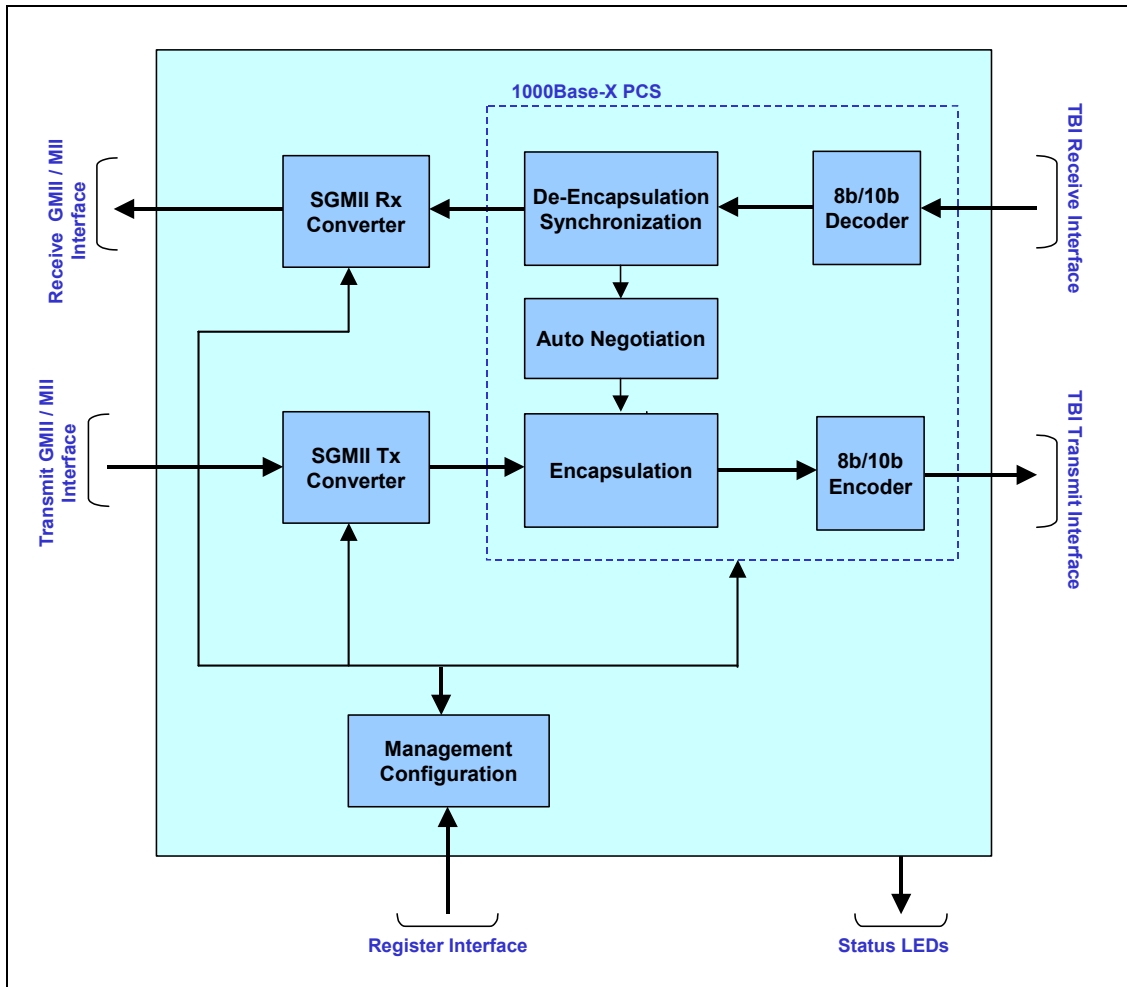 1000Base-X PCS
Receive GMII / MII
Interface
SGMII Rx
Converter
De-Encapsulation
Synchronization
8b/10b
Decoder
TBI Receive Interface
Auto Negotiation
Transmit GMII / MII
Interface
SGMII Tx
Converter
Encapsulation
8b/10b
Encoder
TBI Transmit Interface
Management
Configuration
Register Interface
Status LEDs